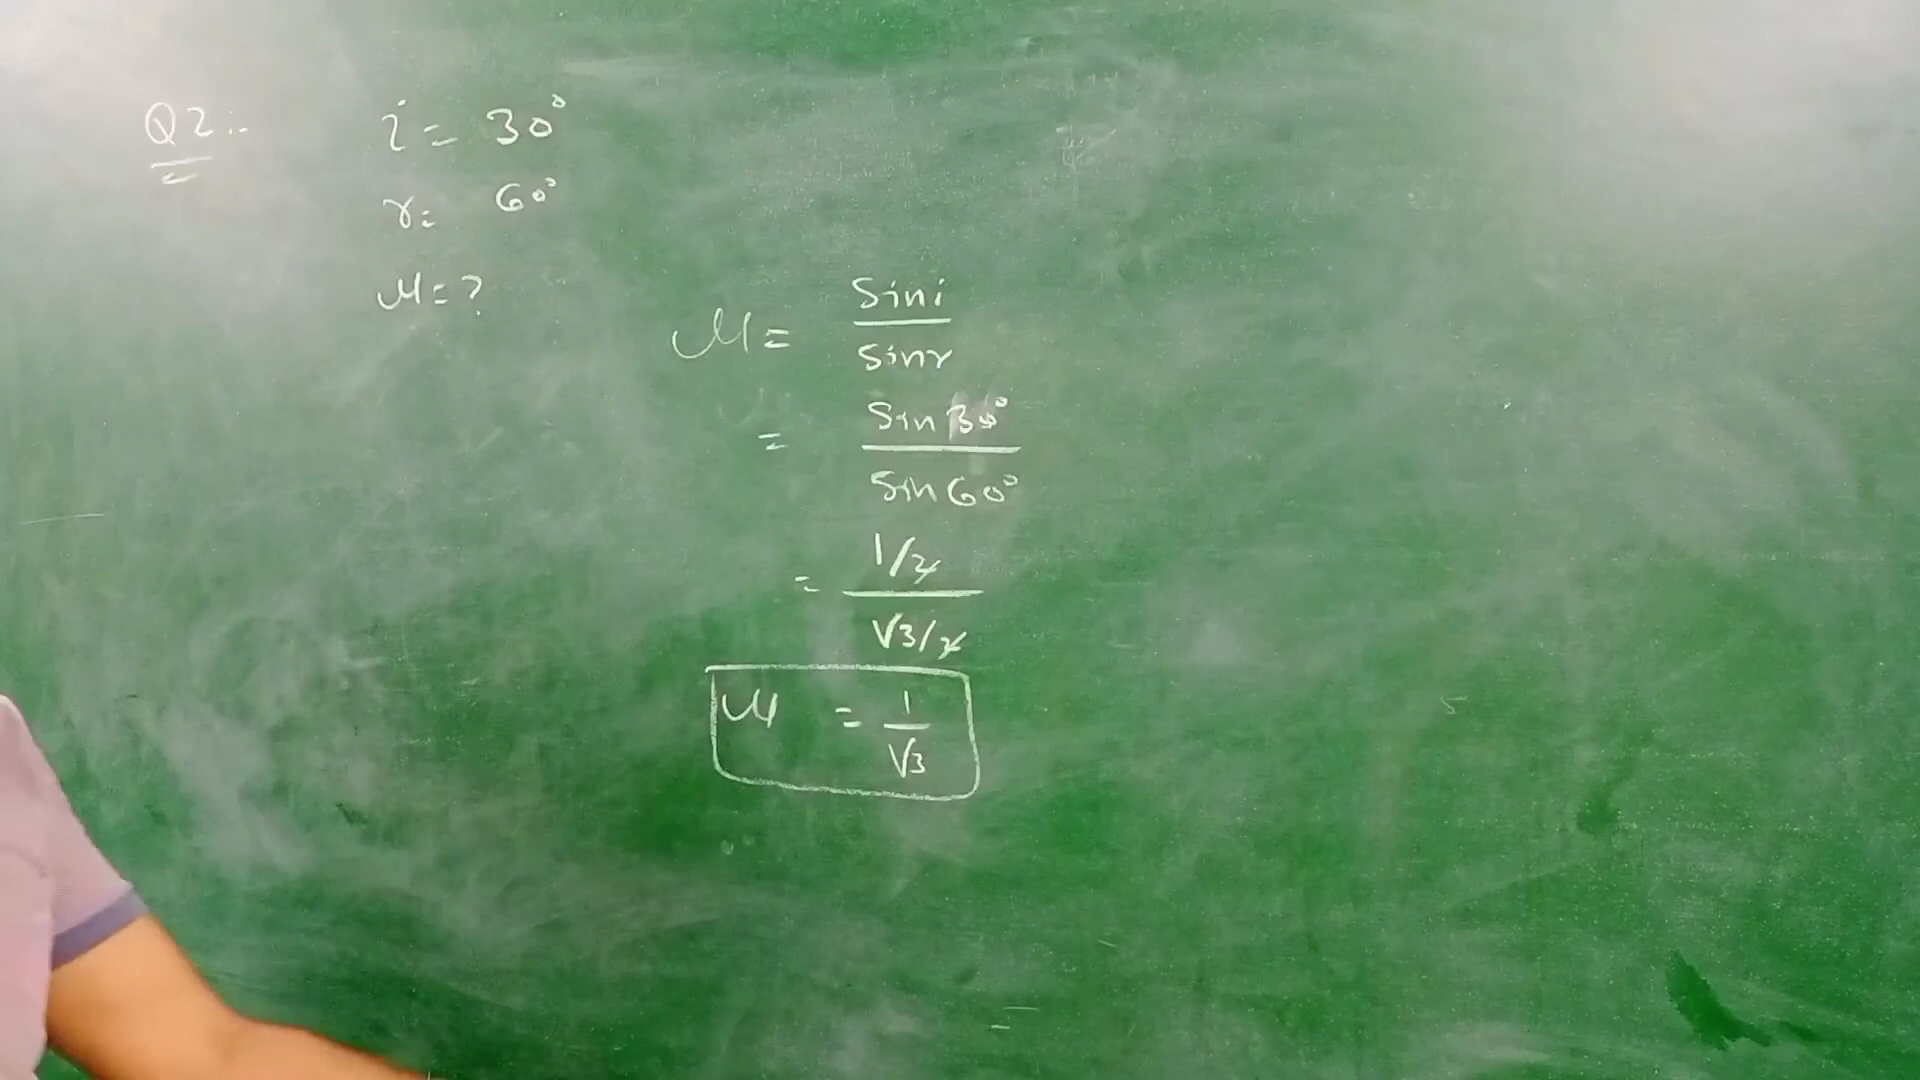 Q2:- i = 30°
r = 60°
μ = ?
μ = sin i / sin r
= sin 30° / sin 60°
= 1/2 / √3/2
μ = 1/√3